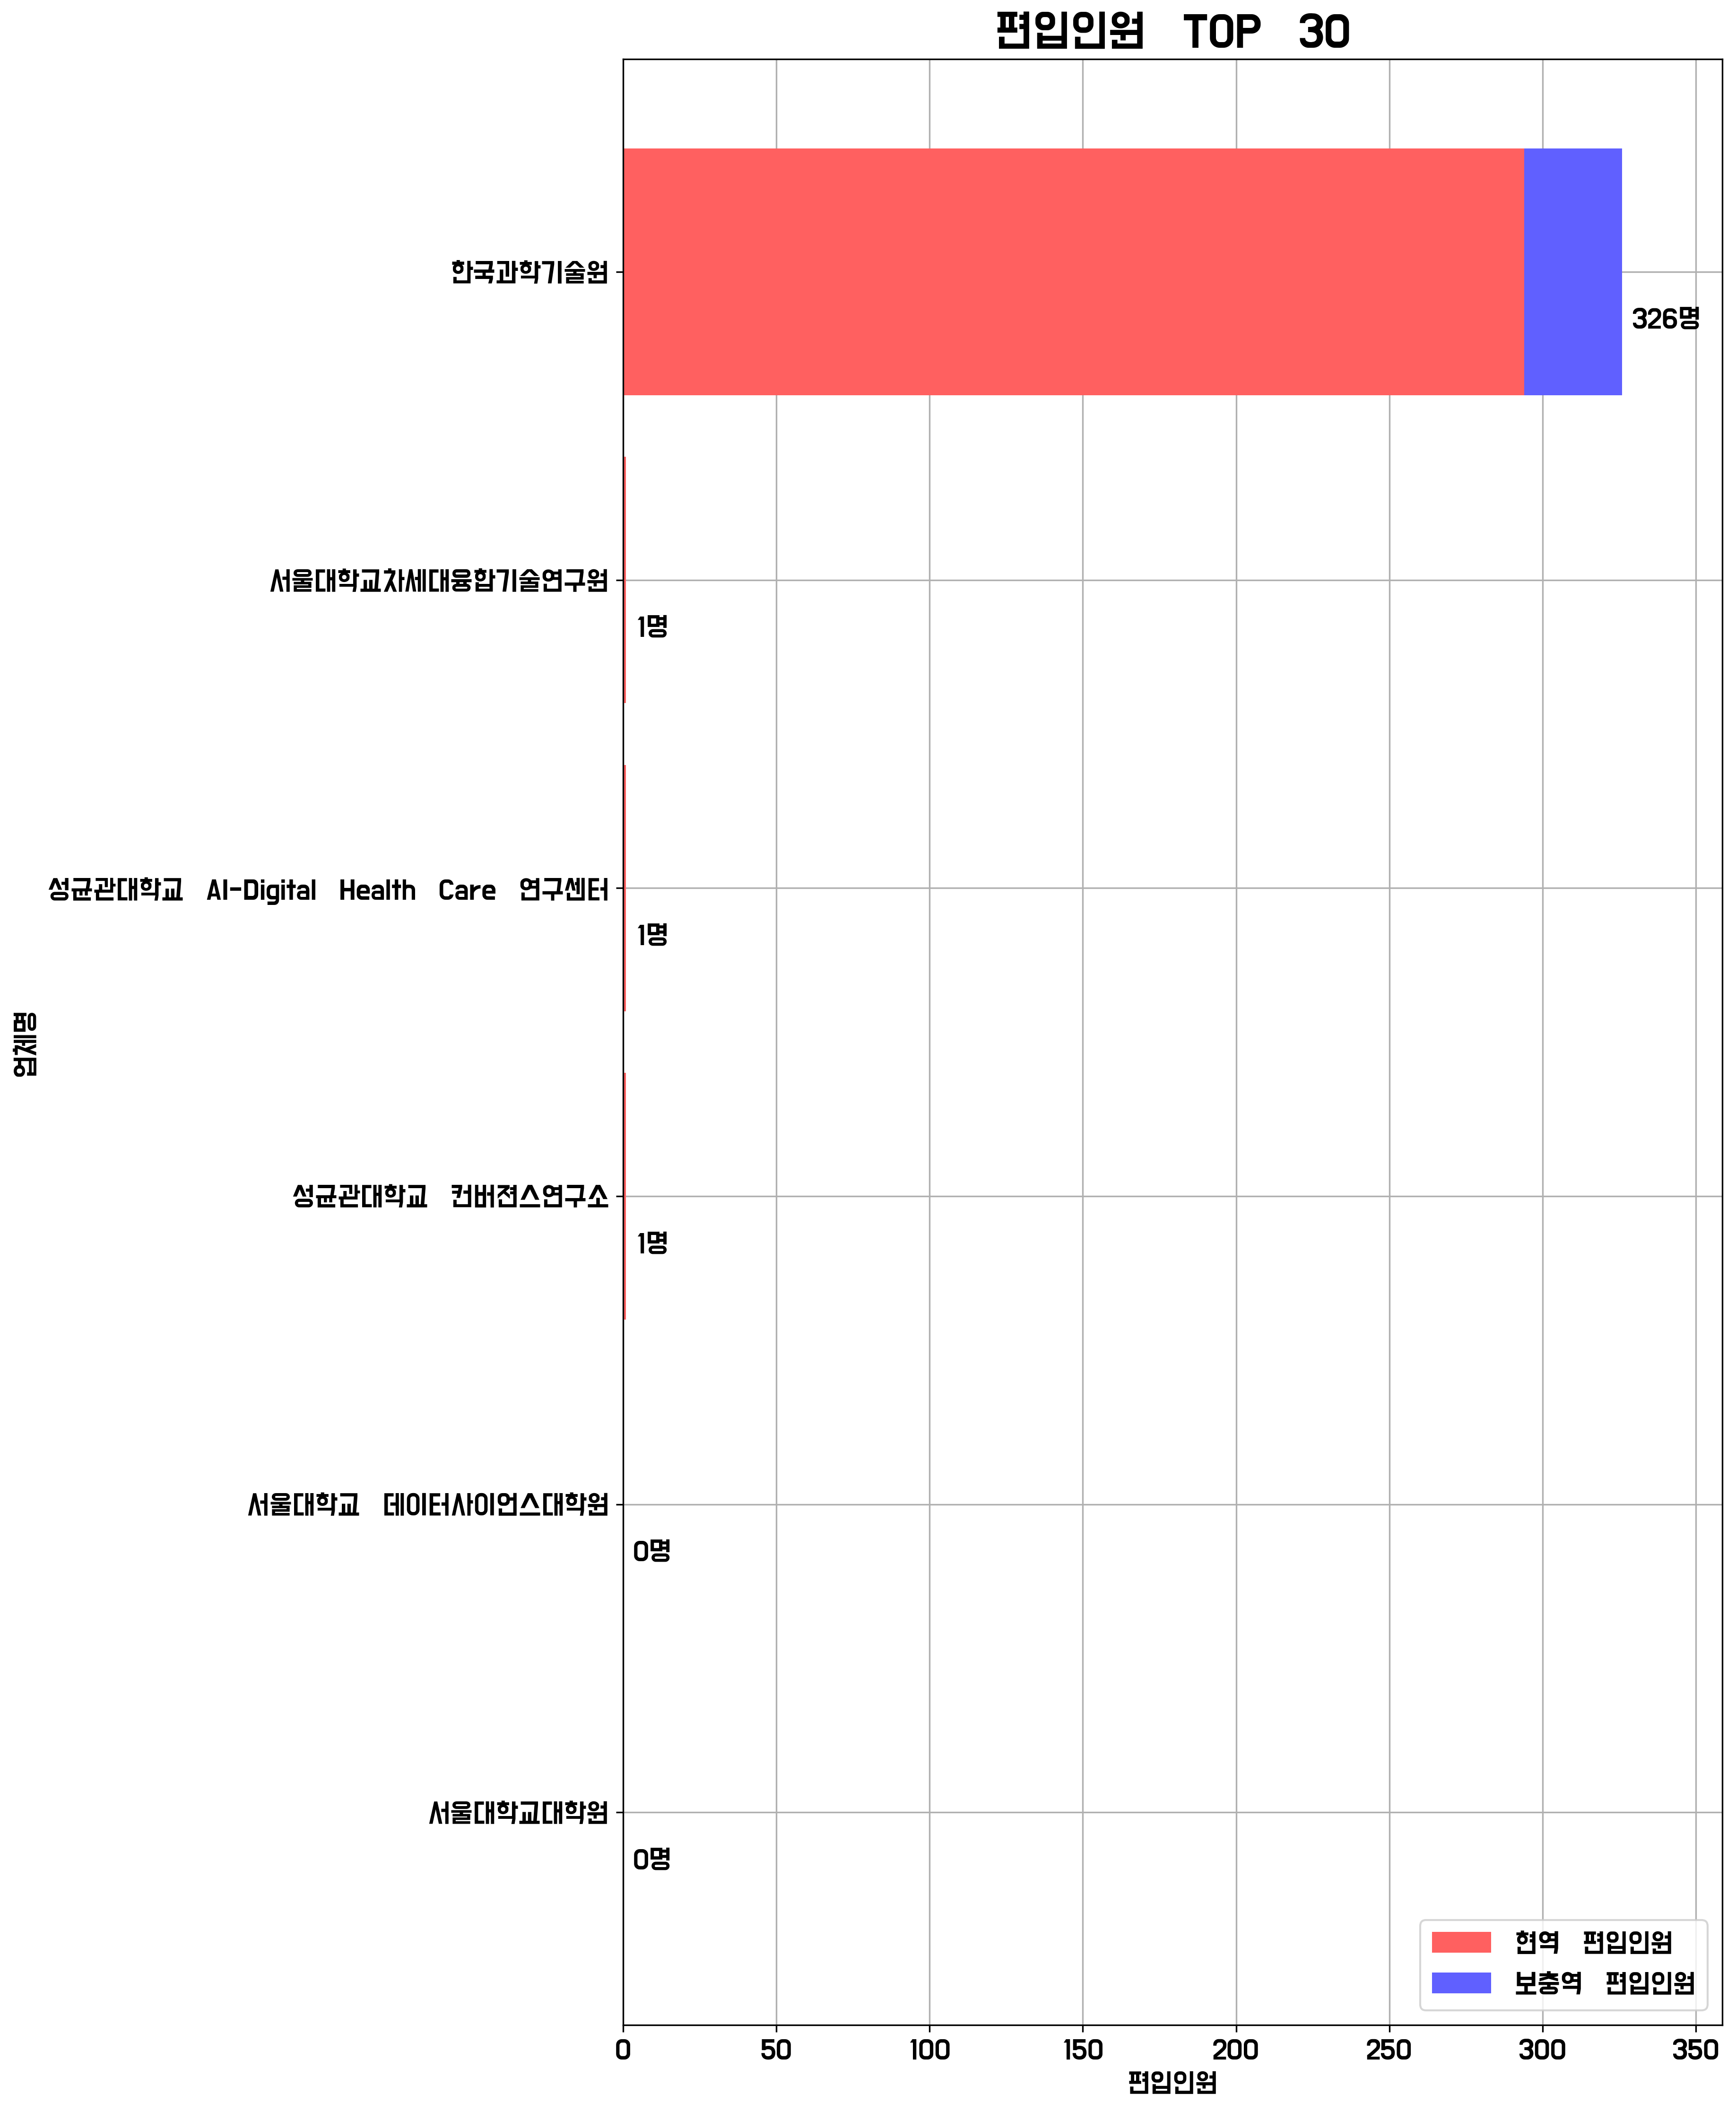 편입인원 TOP 30
한국과학기술원
326명
서울대학교차세대융합기술연구원
1명
성균관대학교 AI-Digital Health Care 연구센터
1명
업체명
성균관대학교 컨버젼스연구소
1명
서울대학교 데이터사이언스대학원
0명
서울대학교대학원
0명
현역 편입인원
보충역 편입인원
0 50 100 150 200 250 300 350
편입인원